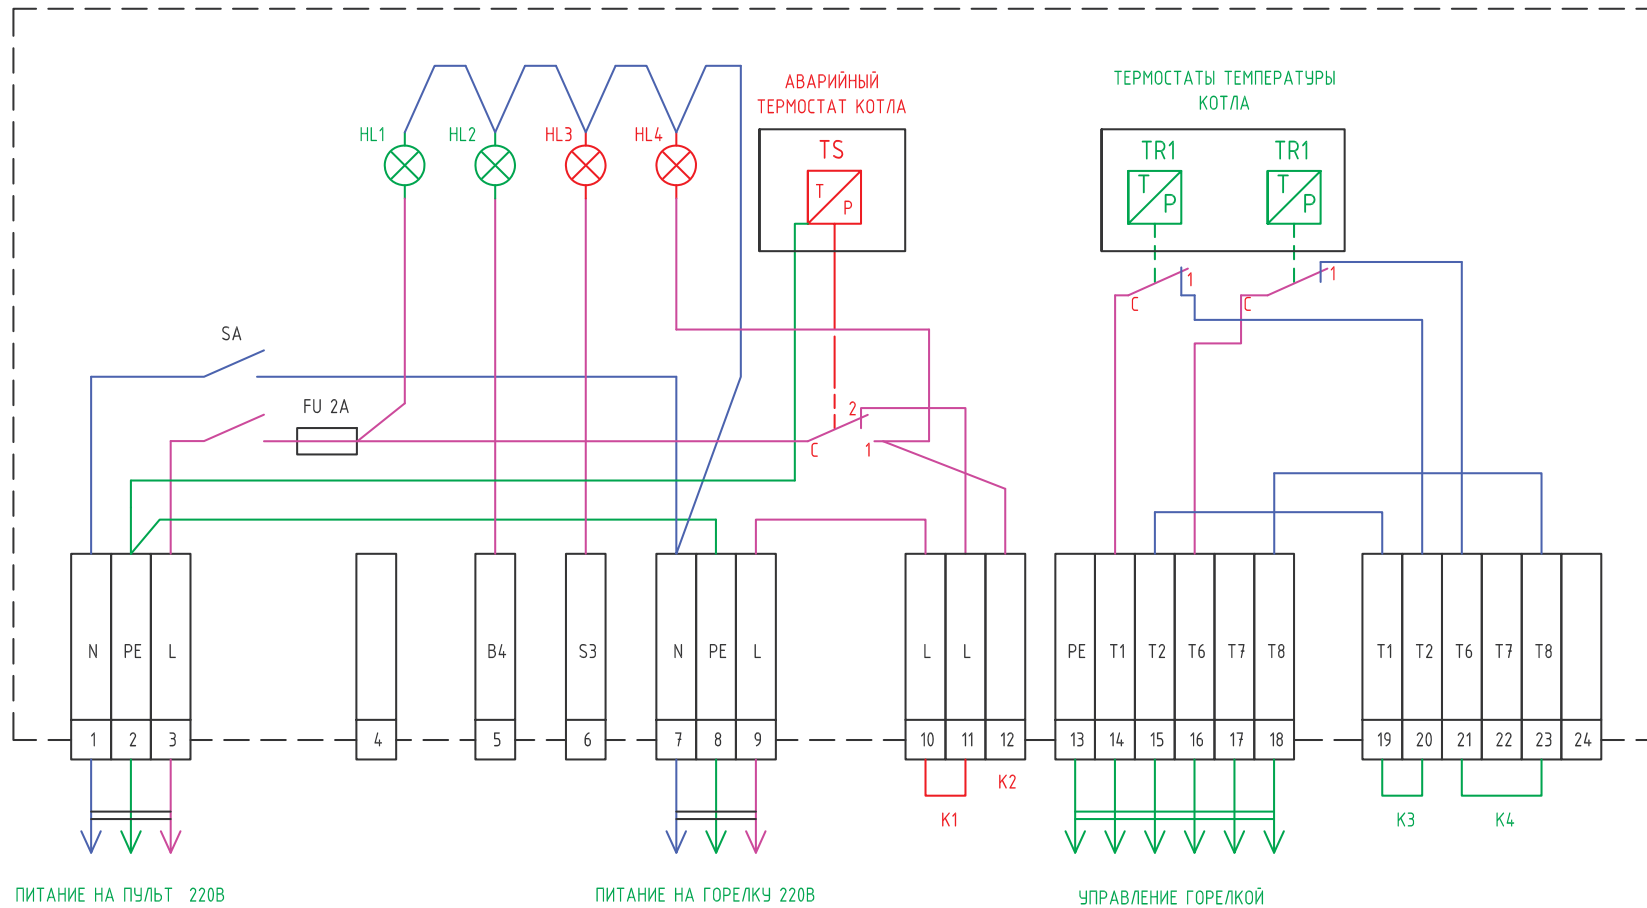 АВАРИЙНЫЙ
ТЕРМОСТАТ КОТЛА
ТЕРМОСТАТЫ ТЕМПЕРАТУРЫ
КОТЛА
HL1
HL2
HL3
HL4
TS
T
P
TR1
TR1
T
P
T
P
1
C
1
C
SA
FU 2A
2
C
1
N
PE
L
B4
S3
N
PE
L
L
L
PE
T1
T2
T6
T7
T8
T1
T2
T6
T7
T8
1
2
3
4
5
6
7
8
9
10
11
12
13
14
15
16
17
18
19
20
21
22
23
24
K2
K1
K3
K4
ПИТАНИЕ НА ПУЛЬТ 220В
ПИТАНИЕ НА ГОРЕЛКУ 220В
УПРАВЛЕНИЕ ГОРЕЛКОЙ